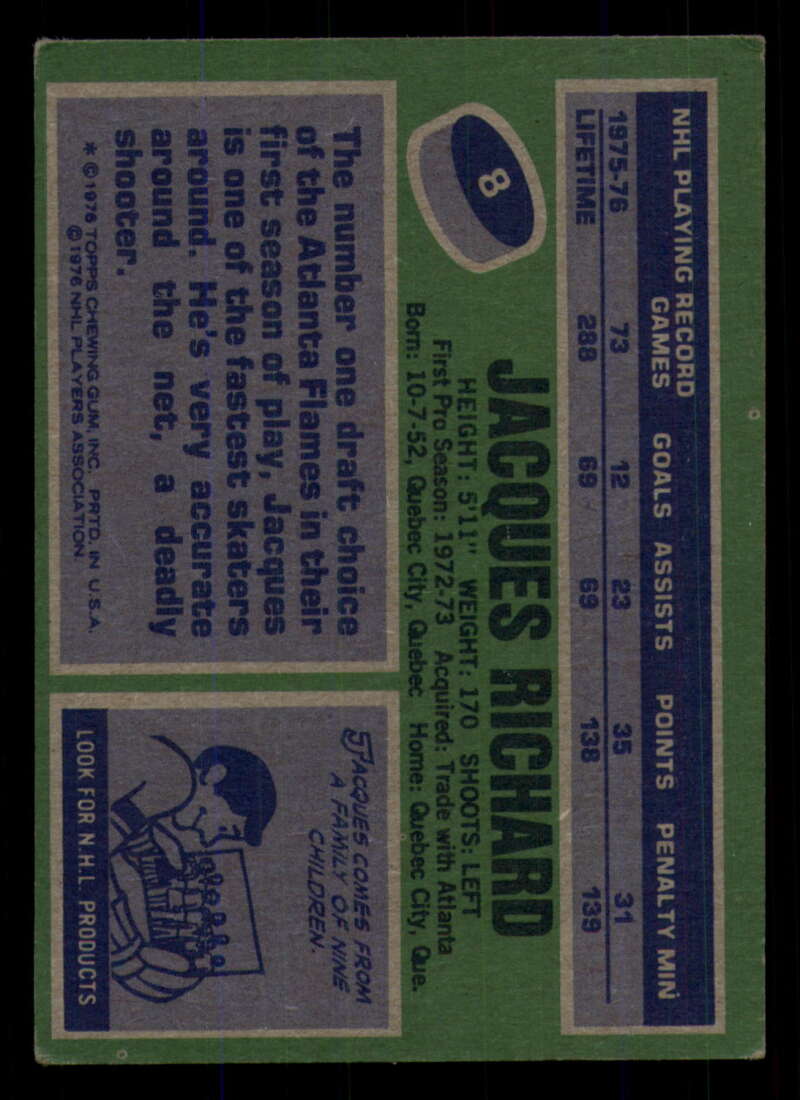 8
NHL PLAYING RECORD
GAMES GOALS ASSISTS POINTS PENALTY MIN
1975-76 73 12 23 35 31
LIFETIME 288 69 69 138 139
JACQUES RICHARD
HEIGHT: 5'11" WEIGHT: 170 SHOOTS: LEFT
First Pro Season: 1972-73 Acquired: Trade with Atlanta
Born: 10-7-52, Quebec City, Quebec Home: Quebec City, Que.
The number one draft choice
of the Atlanta Flames in their
first season of play, Jacques
is one of the fastest skaters
around. He's very accurate
around the net, a deadly
shooter.
* ©1976 TOPPS CHEWING GUM, INC. PRTD. IN U.S.A.
©1976 NHL PLAYERS ASSOCIATION.
JACQUES COMES FROM
A FAMILY OF NINE
CHILDREN.
LOOK FOR N.H.L PRODUCTS